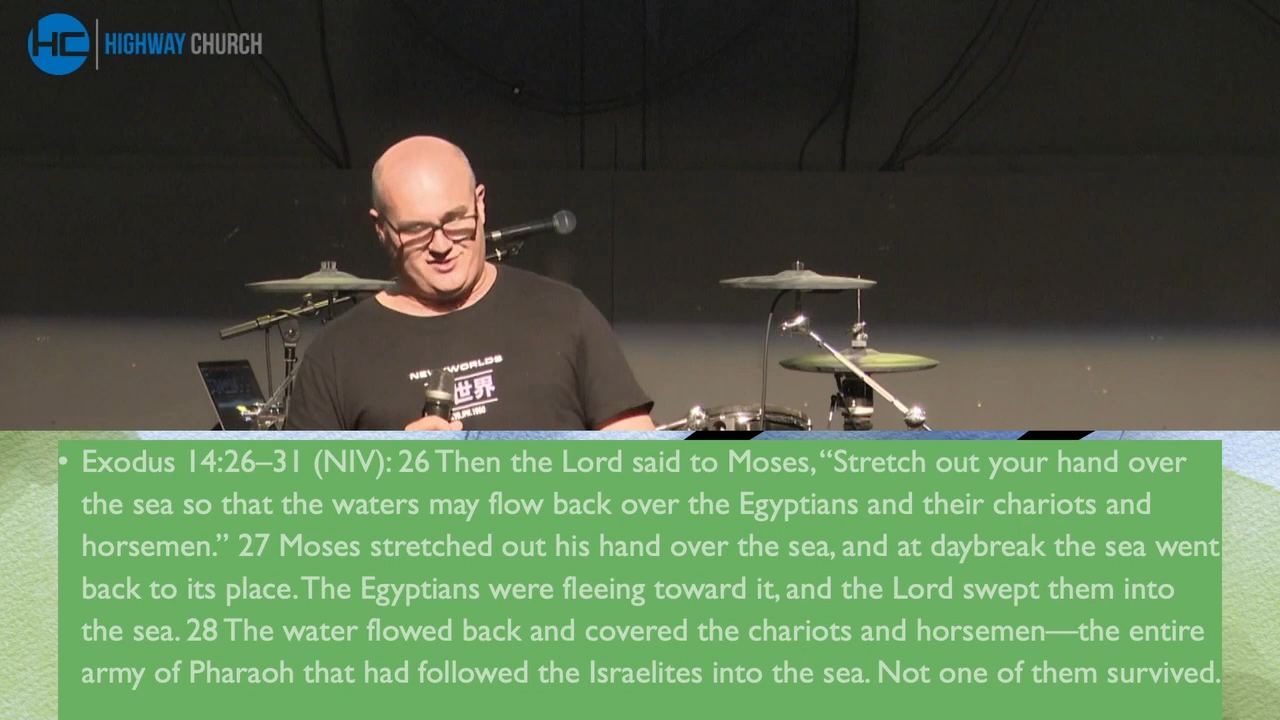 HC HIGHWAY CHURCH
世界
• Exodus 14:26–31 (NIV): 26 Then the Lord said to Moses, “Stretch out your hand over
the sea so that the waters may flow back over the Egyptians and their chariots and
horsemen.” 27 Moses stretched out his hand over the sea, and at daybreak the sea went
back to its place. The Egyptians were fleeing toward it, and the Lord swept them into
the sea. 28 The water flowed back and covered the chariots and horsemen—the entire
army of Pharaoh that had followed the Israelites into the sea. Not one of them survived.